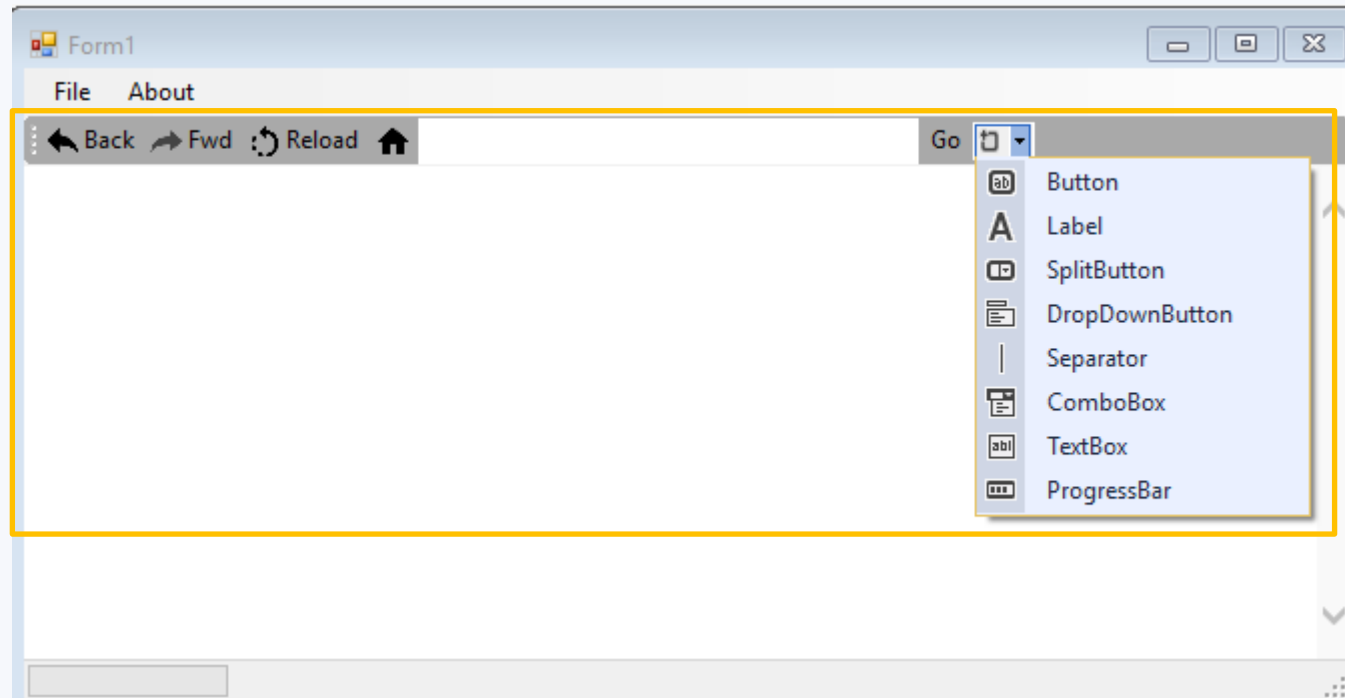 Form1
File About
Back Fwd Reload Go
Button
Label
SplitButton
DropDownButton
Separator
ComboBox
TextBox
ProgressBar